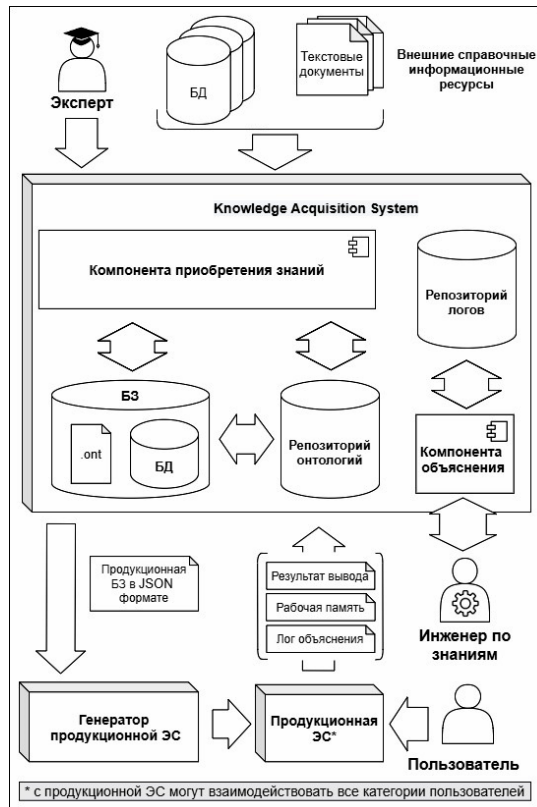 Эксперт
БД
Текстовые
документы
Внешние справочные
информационные
ресурсы
Knowledge Acquisition System
Компонента приобретения знаний
Репозиторий
логов
БЗ
.ont
БД
Репозиторий
онтологий
Компонента
объяснения
Продукционная
БЗ в JSON
формате
Результат вывода
Рабочая память
Лог объяснения
Инженер по
знаниям
Генератор
продукционной ЭС
Продукционная
ЭС*
Пользователь
* с продукционной ЭС могут взаимодействовать все категории пользователей